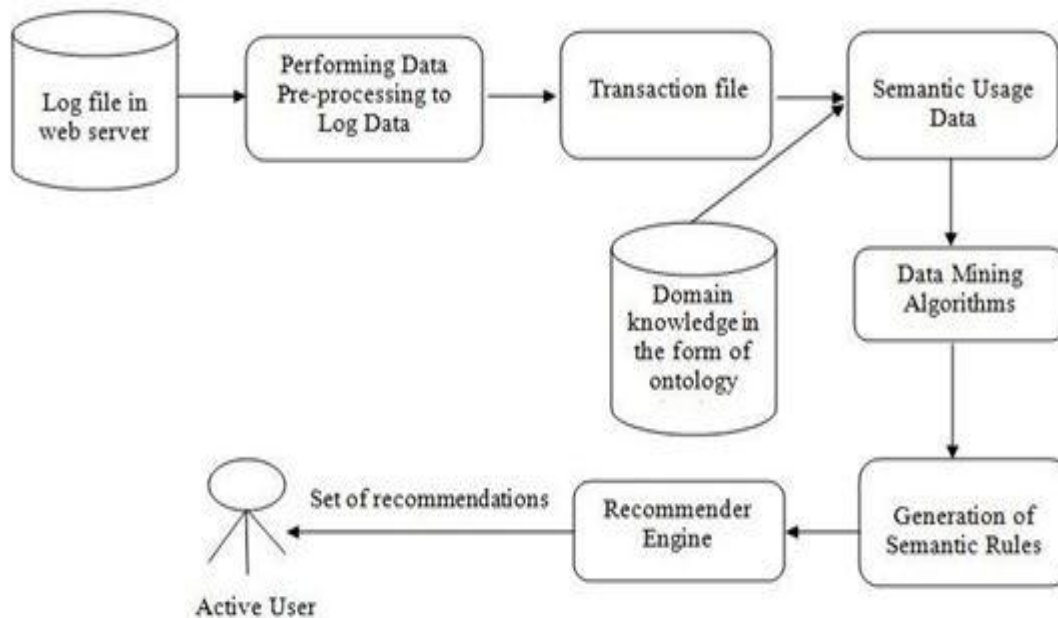 Log file in
web server
Performing Data
Pre-processing to
Log Data
Transaction file
Semantic Usage
Data
Domain
knowledge in
the form of
ontology
Data Mining
Algorithms
Generation of
Semantic Rules
Recommender
Engine
Set of recommendations
Active User